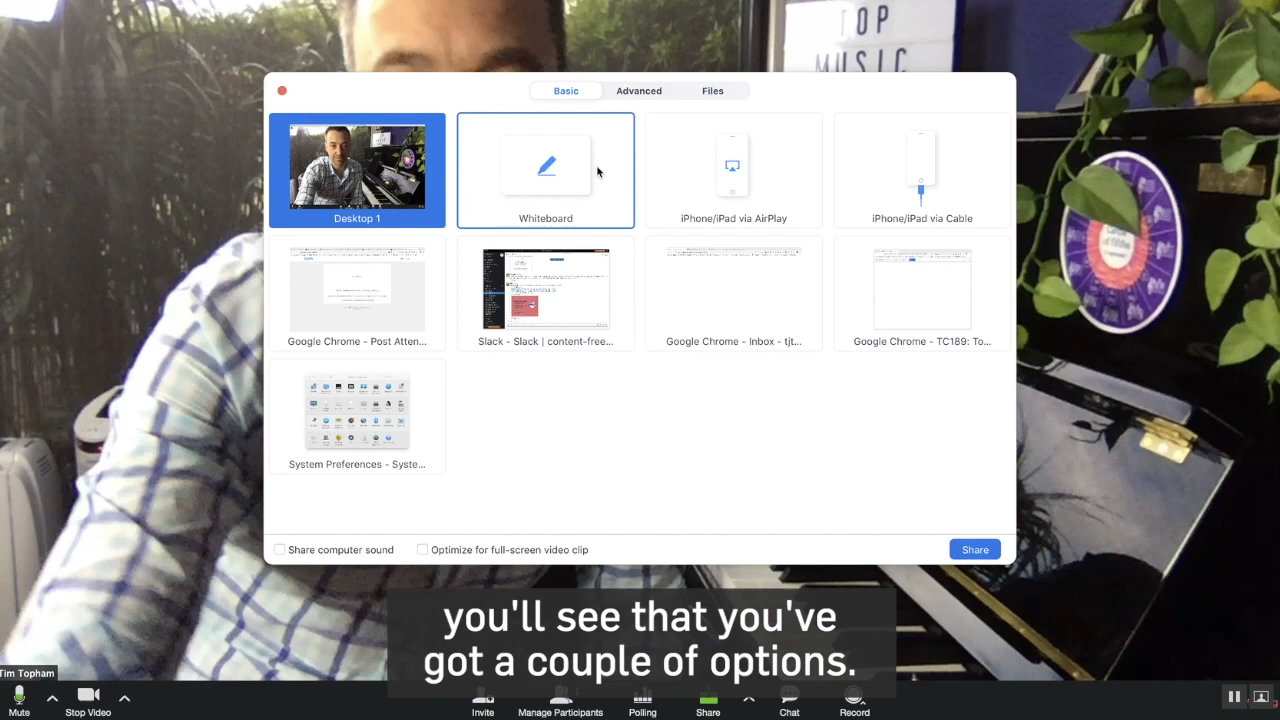 TOP
MUSIC
Basic
Advanced
Files
Desktop 1
Whiteboard
iPhone/iPad via AirPlay
iPhone/iPad via Cable
Google Chrome - Post Atten...
Slack - Slack | content-free...
Google Chrome - Inbox - tjt...
Google Chrome - TC189: To...
System Preferences - Syste...
Share computer sound
Optimize for full-screen video clip
Share
you'll see that you've
got a couple of options.
Tim Topham
Mute
Stop Video
Invite
Manage Participants
1
Polling
Share
Chat
Record